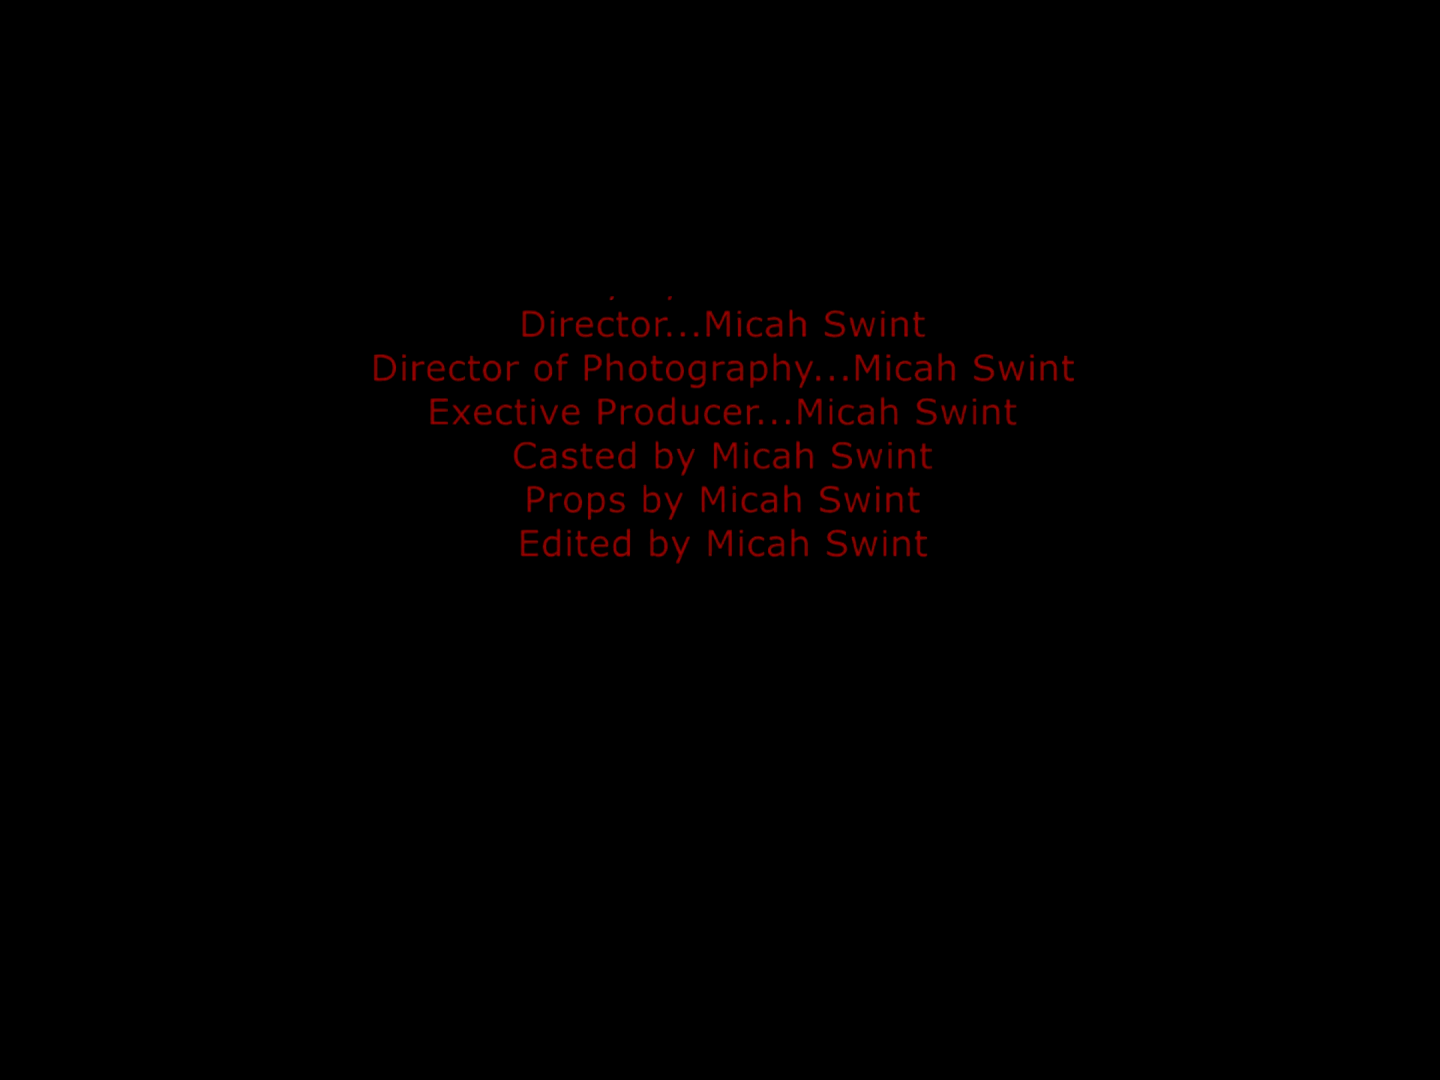 Director...Micah Swint
Director of Photography...Micah Swint
Exective Producer...Micah Swint
Casted by Micah Swint
Props by Micah Swint
Edited by Micah Swint